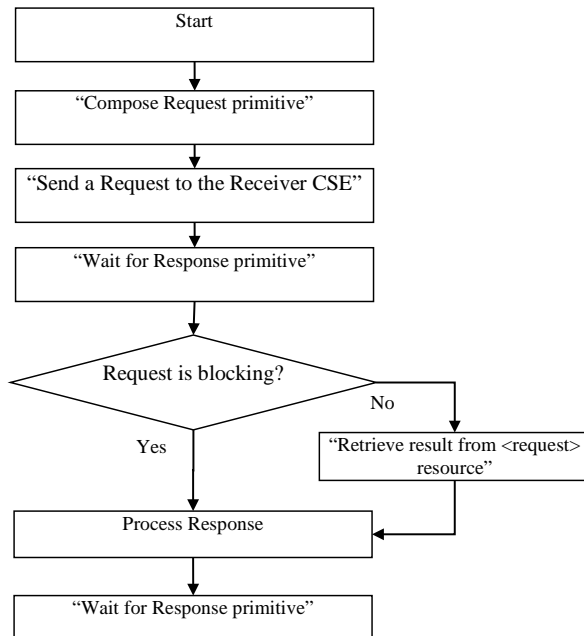 Start
“Compose Request primitive”
“Send a Request to the Receiver CSE”
“Wait for Response primitive”
Request is blocking?
No
Yes
“Retrieve result from <request>
resource”
Process Response
“Wait for Response primitive”